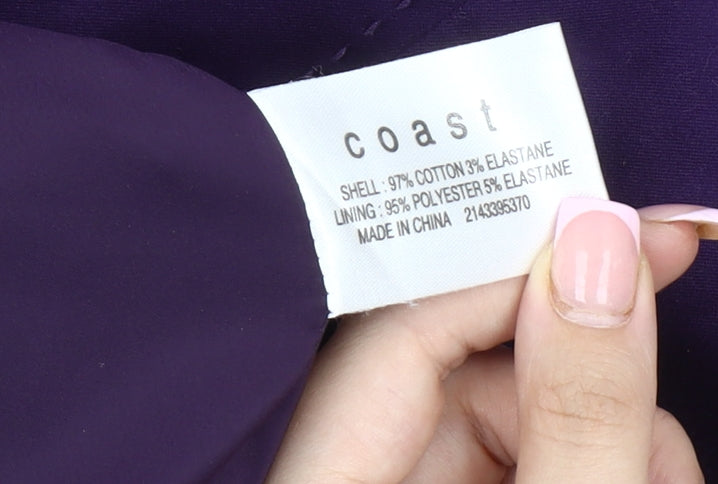 coast
SHELL : 97% COTTON 3% ELASTANE
LINING : 95% POLYESTER 5% ELASTANE
MADE IN CHINA 2143395370